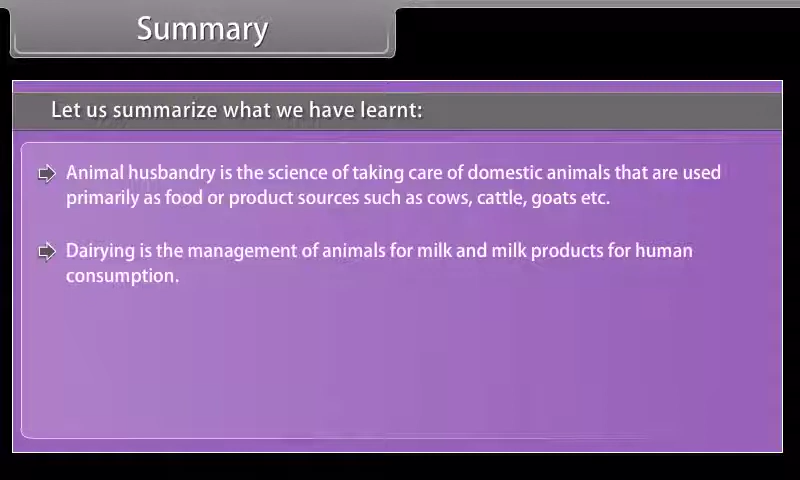 Summary
Let us summarize what we have learnt:
Animal husbandry is the science of taking care of domestic animals that are used
primarily as food or product sources such as cows, cattle, goats etc.
Dairying is the management of animals for milk and milk products for human
consumption.